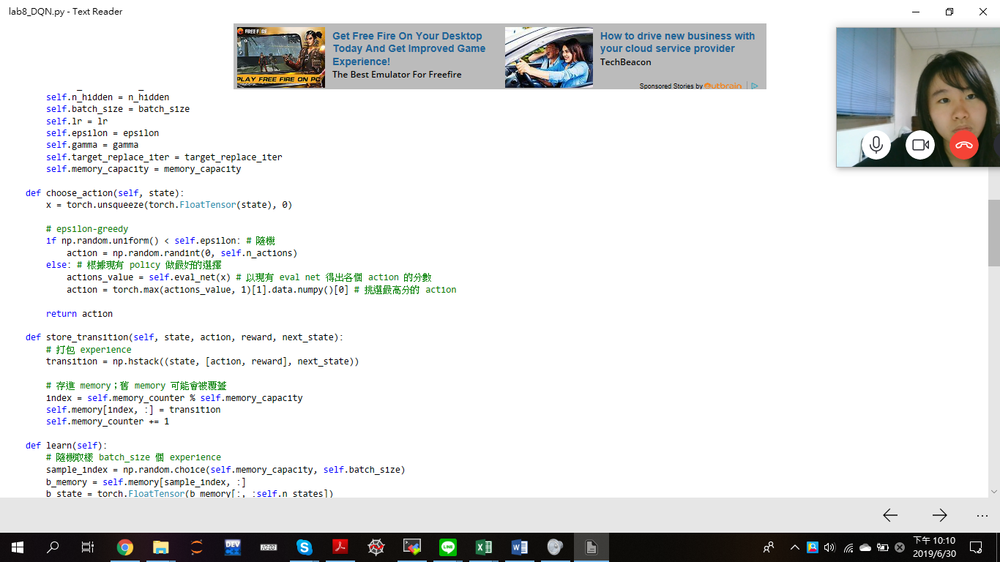 lab8_DQN.py - Text Reader
FREE FIRE
PLAY FREE FIRE ON PC
Get Free Fire On Your Desktop
Today And Get Improved Game
Experience!
The Best Emulator For Freefire
How to drive new business with
your cloud service provider
TechBeacon
Sponsored Stories by Outbrain
self.n_hidden = n_hidden
self.batch_size = batch_size
self.lr = lr
self.epsilon = epsilon
self.gamma = gamma
self.target_replace_iter = target_replace_iter
self.memory_capacity = memory_capacity
def choose_action(self, state):
x = torch.unsqueeze(torch.FloatTensor(state), 0)
# epsilon-greedy
if np.random.uniform() < self.epsilon: # 隨機
action = np.random.randint(0, self.n_actions)
else: # 根據現有 policy 做最好的選擇
actions_value = self.eval_net(x) # 以現有 eval net 得出各個 action 的分數
action = torch.max(actions_value, 1)[1].data.numpy()[0] # 挑選最高分的 action
return action
def store_transition(self, state, action, reward, next_state):
# 打包 experience
transition = np.hstack((state, [action, reward], next_state))
# 存進 memory；舊 memory 可能會被覆蓋
index = self.memory_counter % self.memory_capacity
self.memory[index, :] = transition
self.memory_counter += 1
def learn(self):
# 隨機取樣 batch_size 個 experience
sample_index = np.random.choice(self.memory_capacity, self.batch_size)
b_memory = self.memory[sample_index, :]
b_state = torch.FloatTensor(b_memory[:, :self.n_states])
DEV
LINE
下午 10:10
2019/6/30